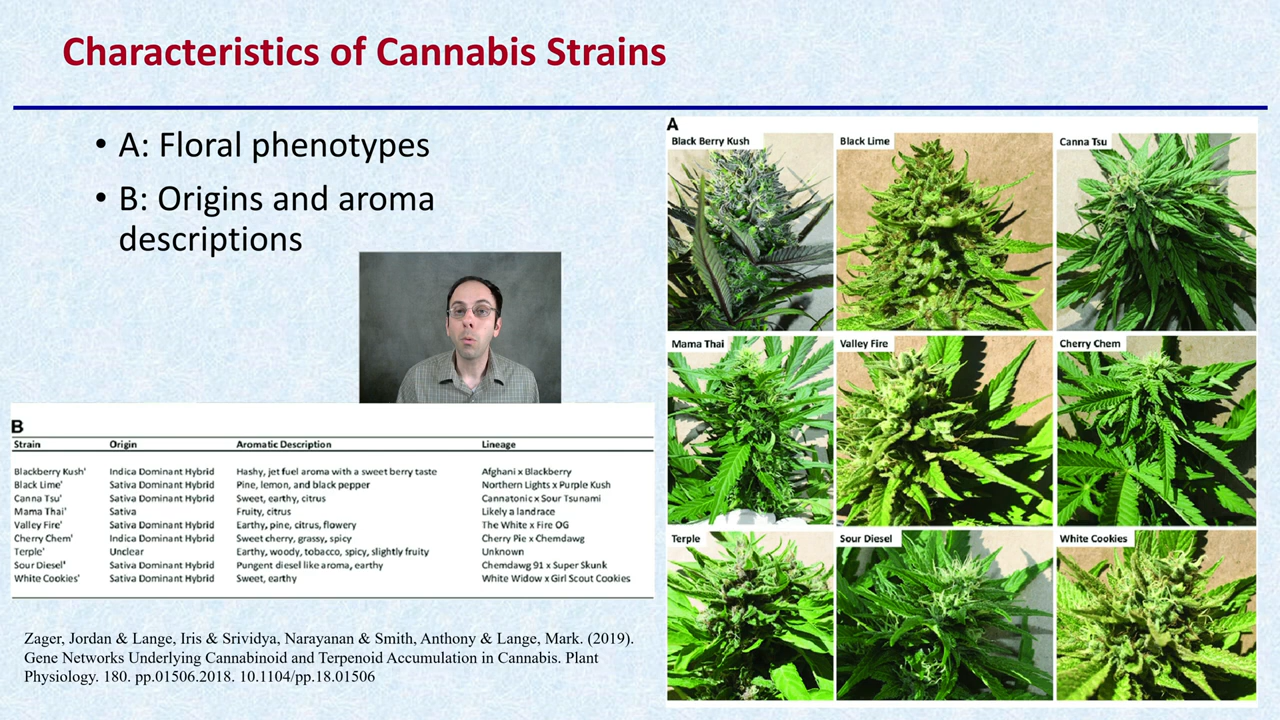 Characteristics of Cannabis Strains
• A: Floral phenotypes
• B: Origins and aroma
descriptions
A
Black Berry Kush
Black Lime
Canna Tsu
Mama Thai
Valley Fire
Cherry Chem
Terple
Sour Diesel
White Cookies
B
Strain Origin Aromatic Description Lineage
Blackberry Kush' Indica Dominant Hybrid Hashy, jet fuel aroma with a sweet berry taste Afghani x Blackberry
Black Lime' Sativa Dominant Hybrid Pine, lemon, and black pepper Northern Lights x Purple Kush
Canna Tsu' Sativa Dominant Hybrid Sweet, earthy, citrus Cannatonic x Sour Tsunami
Mama Thai' Sativa Fruity, citrus Likely a landrace
Valley Fire' Sativa Dominant Hybrid Earthy, pine, citrus, flowery The White x Fire OG
Cherry Chem' Indica Dominant Hybrid Sweet cherry, grassy, spicy Cherry Pie x Chemdawg
Terple' Unclear Earthy, woody, tobacco, spicy, slightly fruity Unknown
Sour Diesel' Sativa Dominant Hybrid Pungent diesel like aroma, earthy Chemdawg 91 x Super Skunk
White Cookies' Sativa Dominant Hybrid Sweet, earthy White Widow x Girl Scout Cookies
Zager, Jordan & Lange, Iris & Srividya, Narayanan & Smith, Anthony & Lange, Mark. (2019).
Gene Networks Underlying Cannabinoid and Terpenoid Accumulation in Cannabis. Plant
Physiology. 180. pp.01506.2018. 10.1104/pp.18.01506